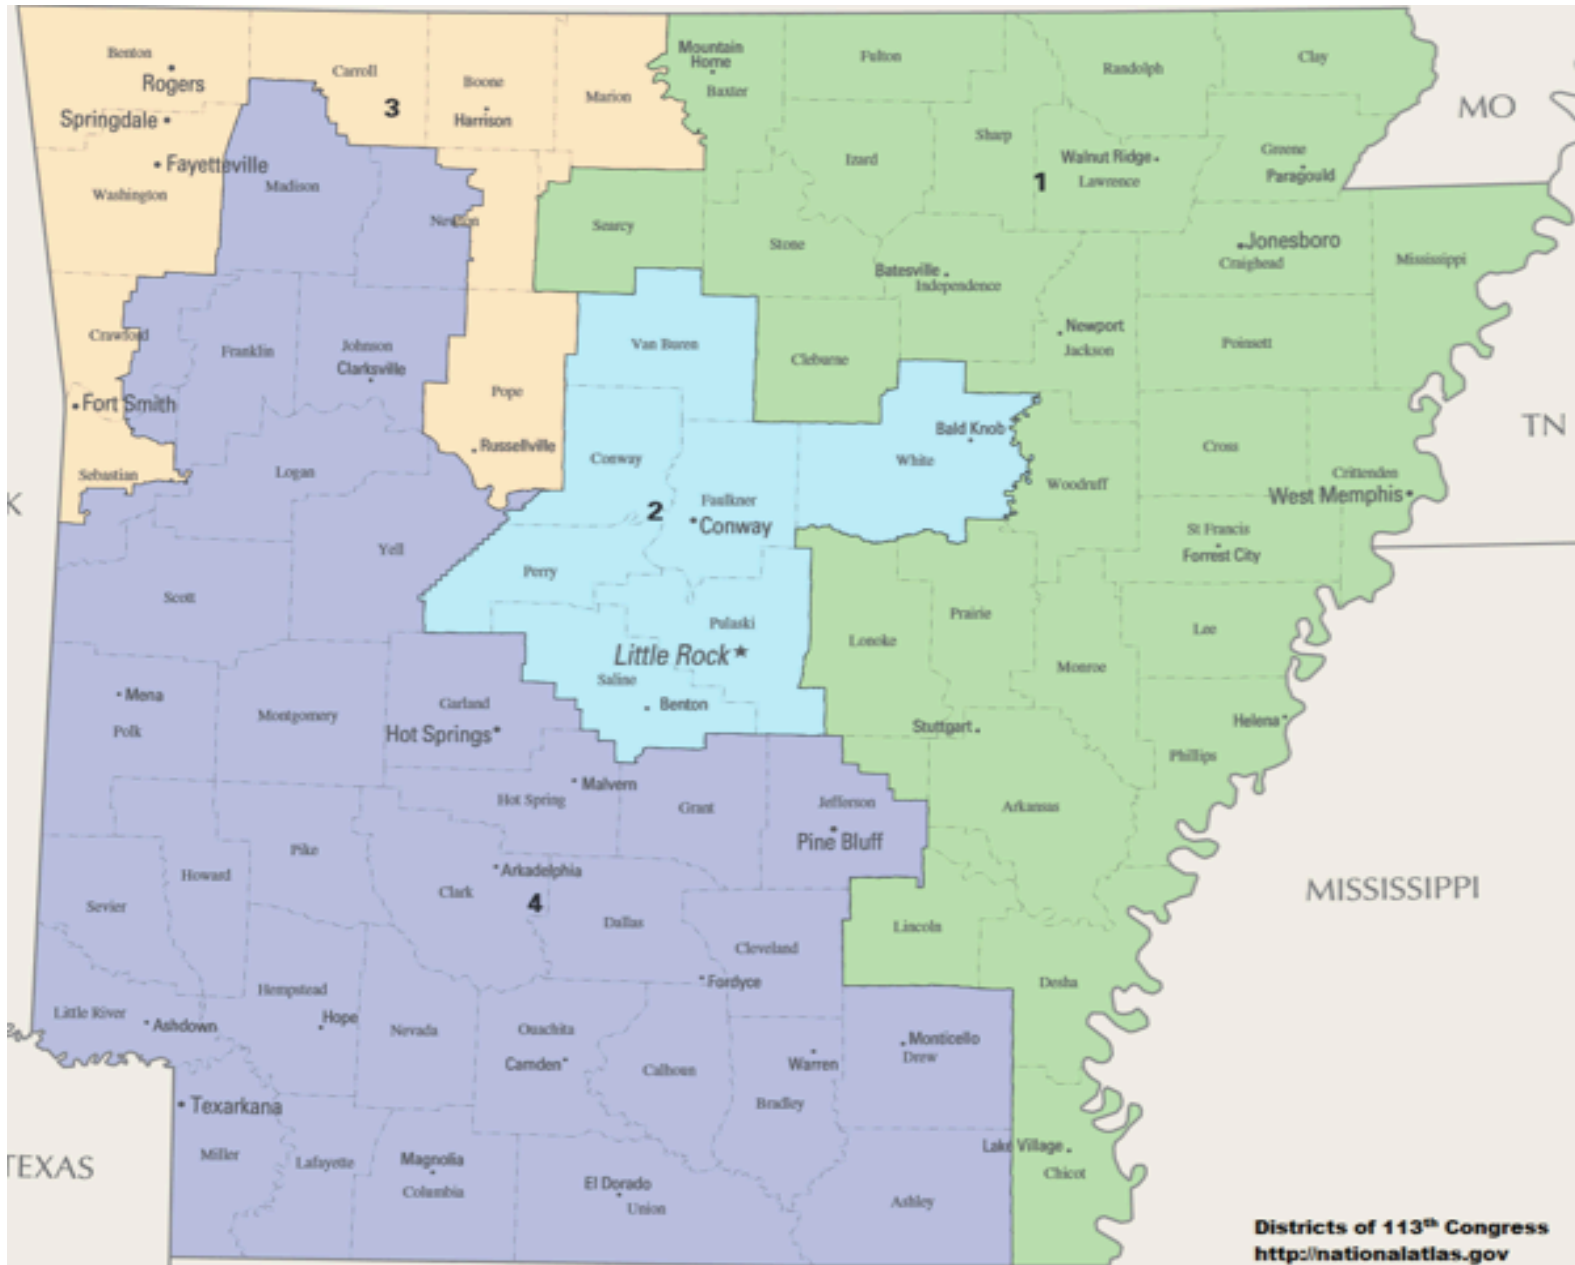 Benton
Rogers
Springdale
Fayetteville
Washington
Carroll
3
Boone
Harrison
Marion
Madison
Newton
Mountain
Home
Baxter
Fulton
Randolph
Clay
MO
Sharp
Izard
Walnut Ridge
Lawrence
1
Greene
Paragould
Searcy
Stone
Batesville
Independence
Jonesboro
Craighead
Mississippi
Crawford
Franklin
Johnson
Clarksville
Pope
Russellville
Van Buren
Cleburne
Newport
Jackson
Poinsett
TN
Fort Smith
Sebastian
Logan
Conway
2
Faulkner
Conway
Bald Knob
White
Woodruff
Cross
Crittenden
West Memphis
St Francis
Forrest City
K
Yell
Scott
Perry
Pulaski
Little Rock
Saline
Benton
Lonoke
Prairie
Monroe
Lee
Mena
Polk
Montgomery
Garland
Hot Springs
Stuttgart
Helena
Phillips
Malvern
Hot Spring
Grant
Jefferson
Pine Bluff
Arkansas
MISSISSIPPI
Pike
Howard
Sevier
Clark
Arkadelphia
4
Dallas
Cleveland
Fordyce
Lincoln
Desha
Little River
Ashdown
Hempstead
Hope
Nevada
Ouachita
Camden
Calhoun
Warren
Bradley
Monticello
Drew
Texarkana
Miller
Lafayette
Magnolia
Columbia
El Dorado
Union
Ashley
Lake Village
Chicot
TEXAS
Districts of 113th Congress
http://nationalatlas.gov